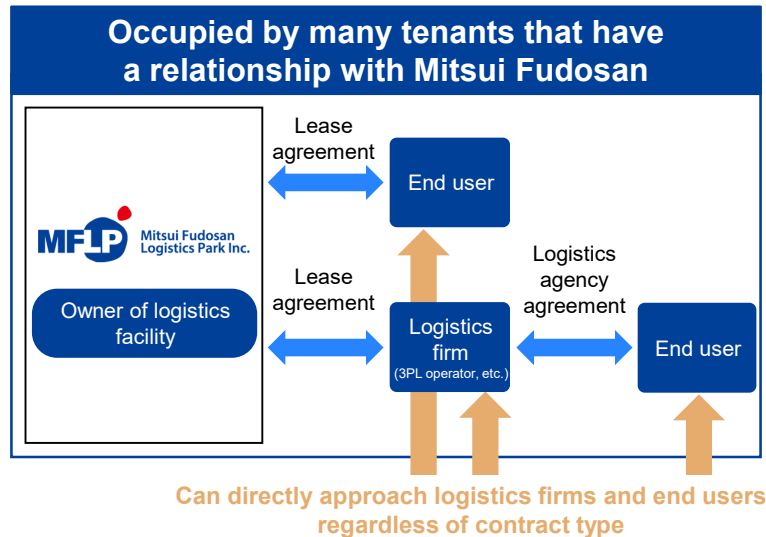 Occupied by many tenants that have
a relationship with Mitsui Fudosan
Lease
agreement
End user
MFLP
Mitsui Fudosan
Logistics Park Inc.
Owner of logistics
facility
Lease
agreement
Logistics
firm
(3PL operator, etc.)
Logistics
agency
agreement
End user
Can directly approach logistics firms and end users
regardless of contract type